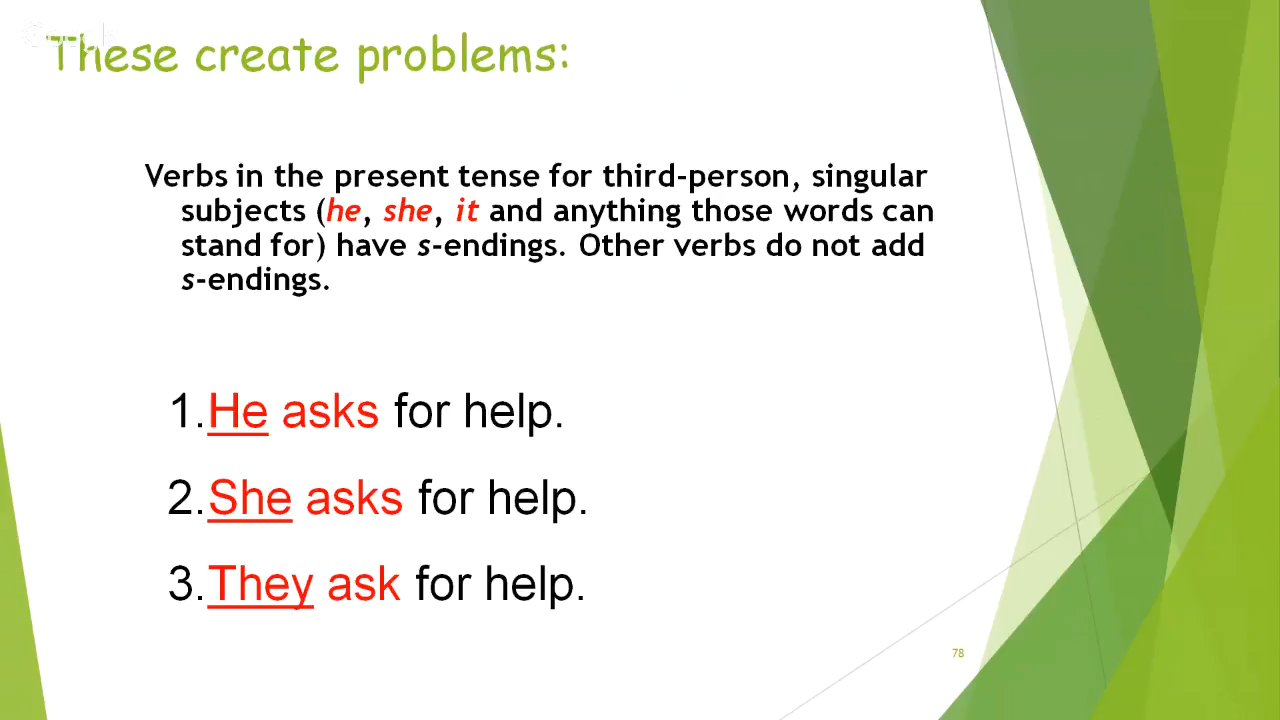 Google
These create problems:
Verbs in the present tense for third-person, singular
subjects (he, she, it and anything those words can
stand for) have s-endings. Other verbs do not add
s-endings.
1.He asks for help.
2.She asks for help.
3.They ask for help.
78